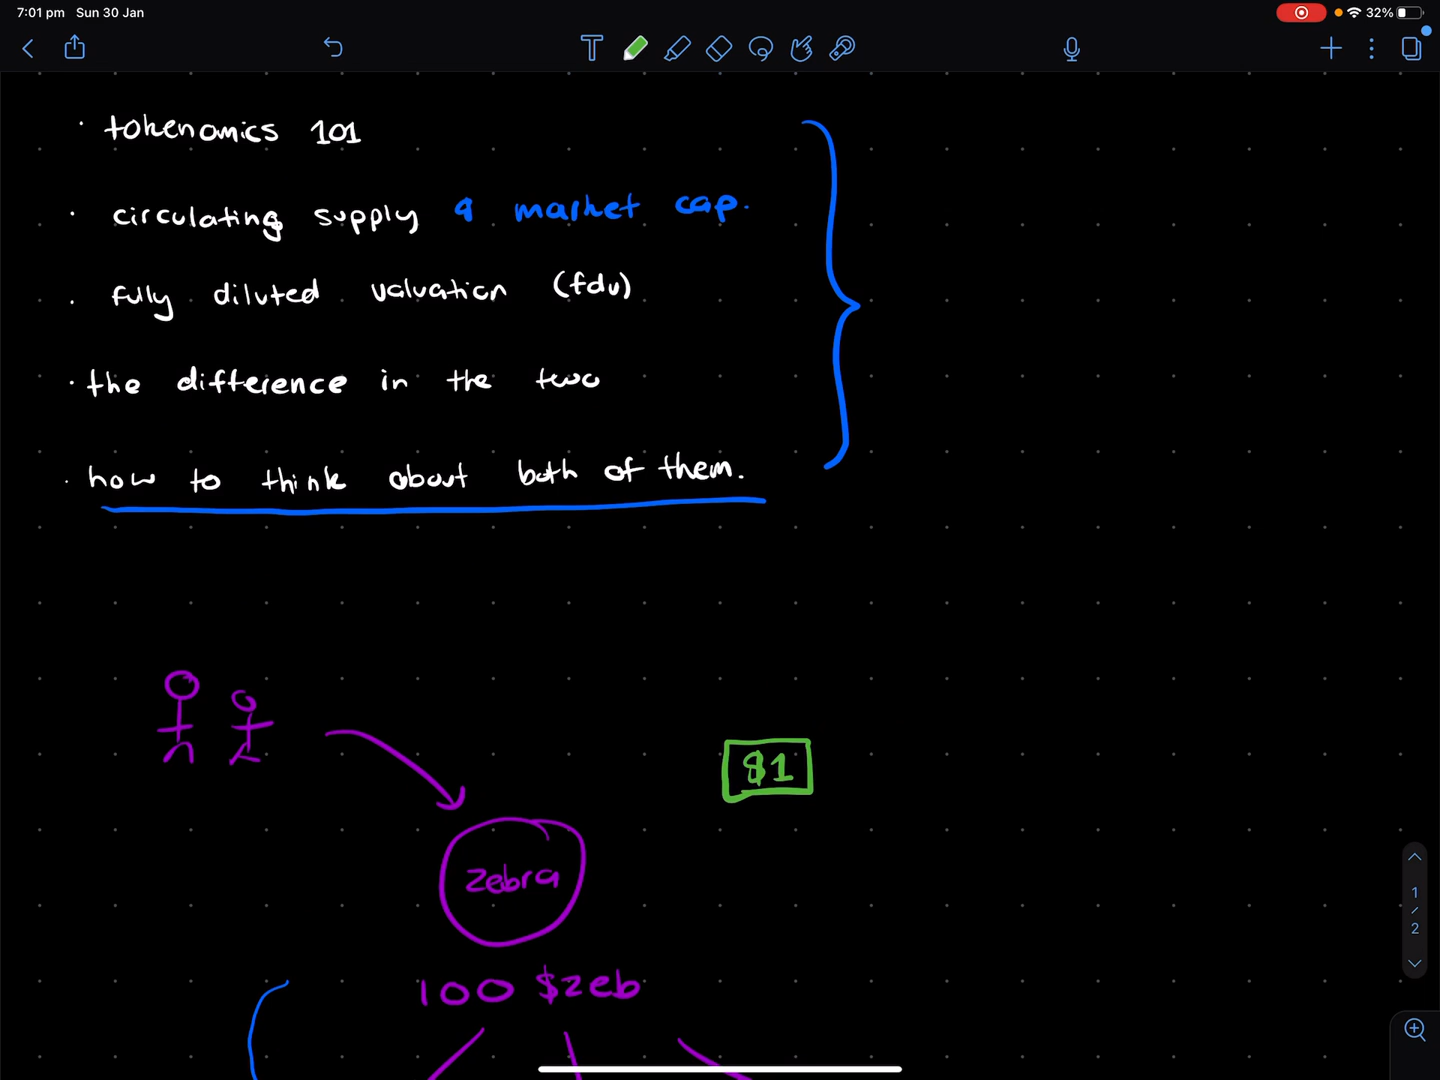 7:01 pm Sun 30 Jan
32%
T
· tokenomics 101
· circulating supply & market cap.
· fully diluted valuation (fdv)
· the difference in the two
· how to think about both of them.
$1
zebra
100 $zeb
1
/
2